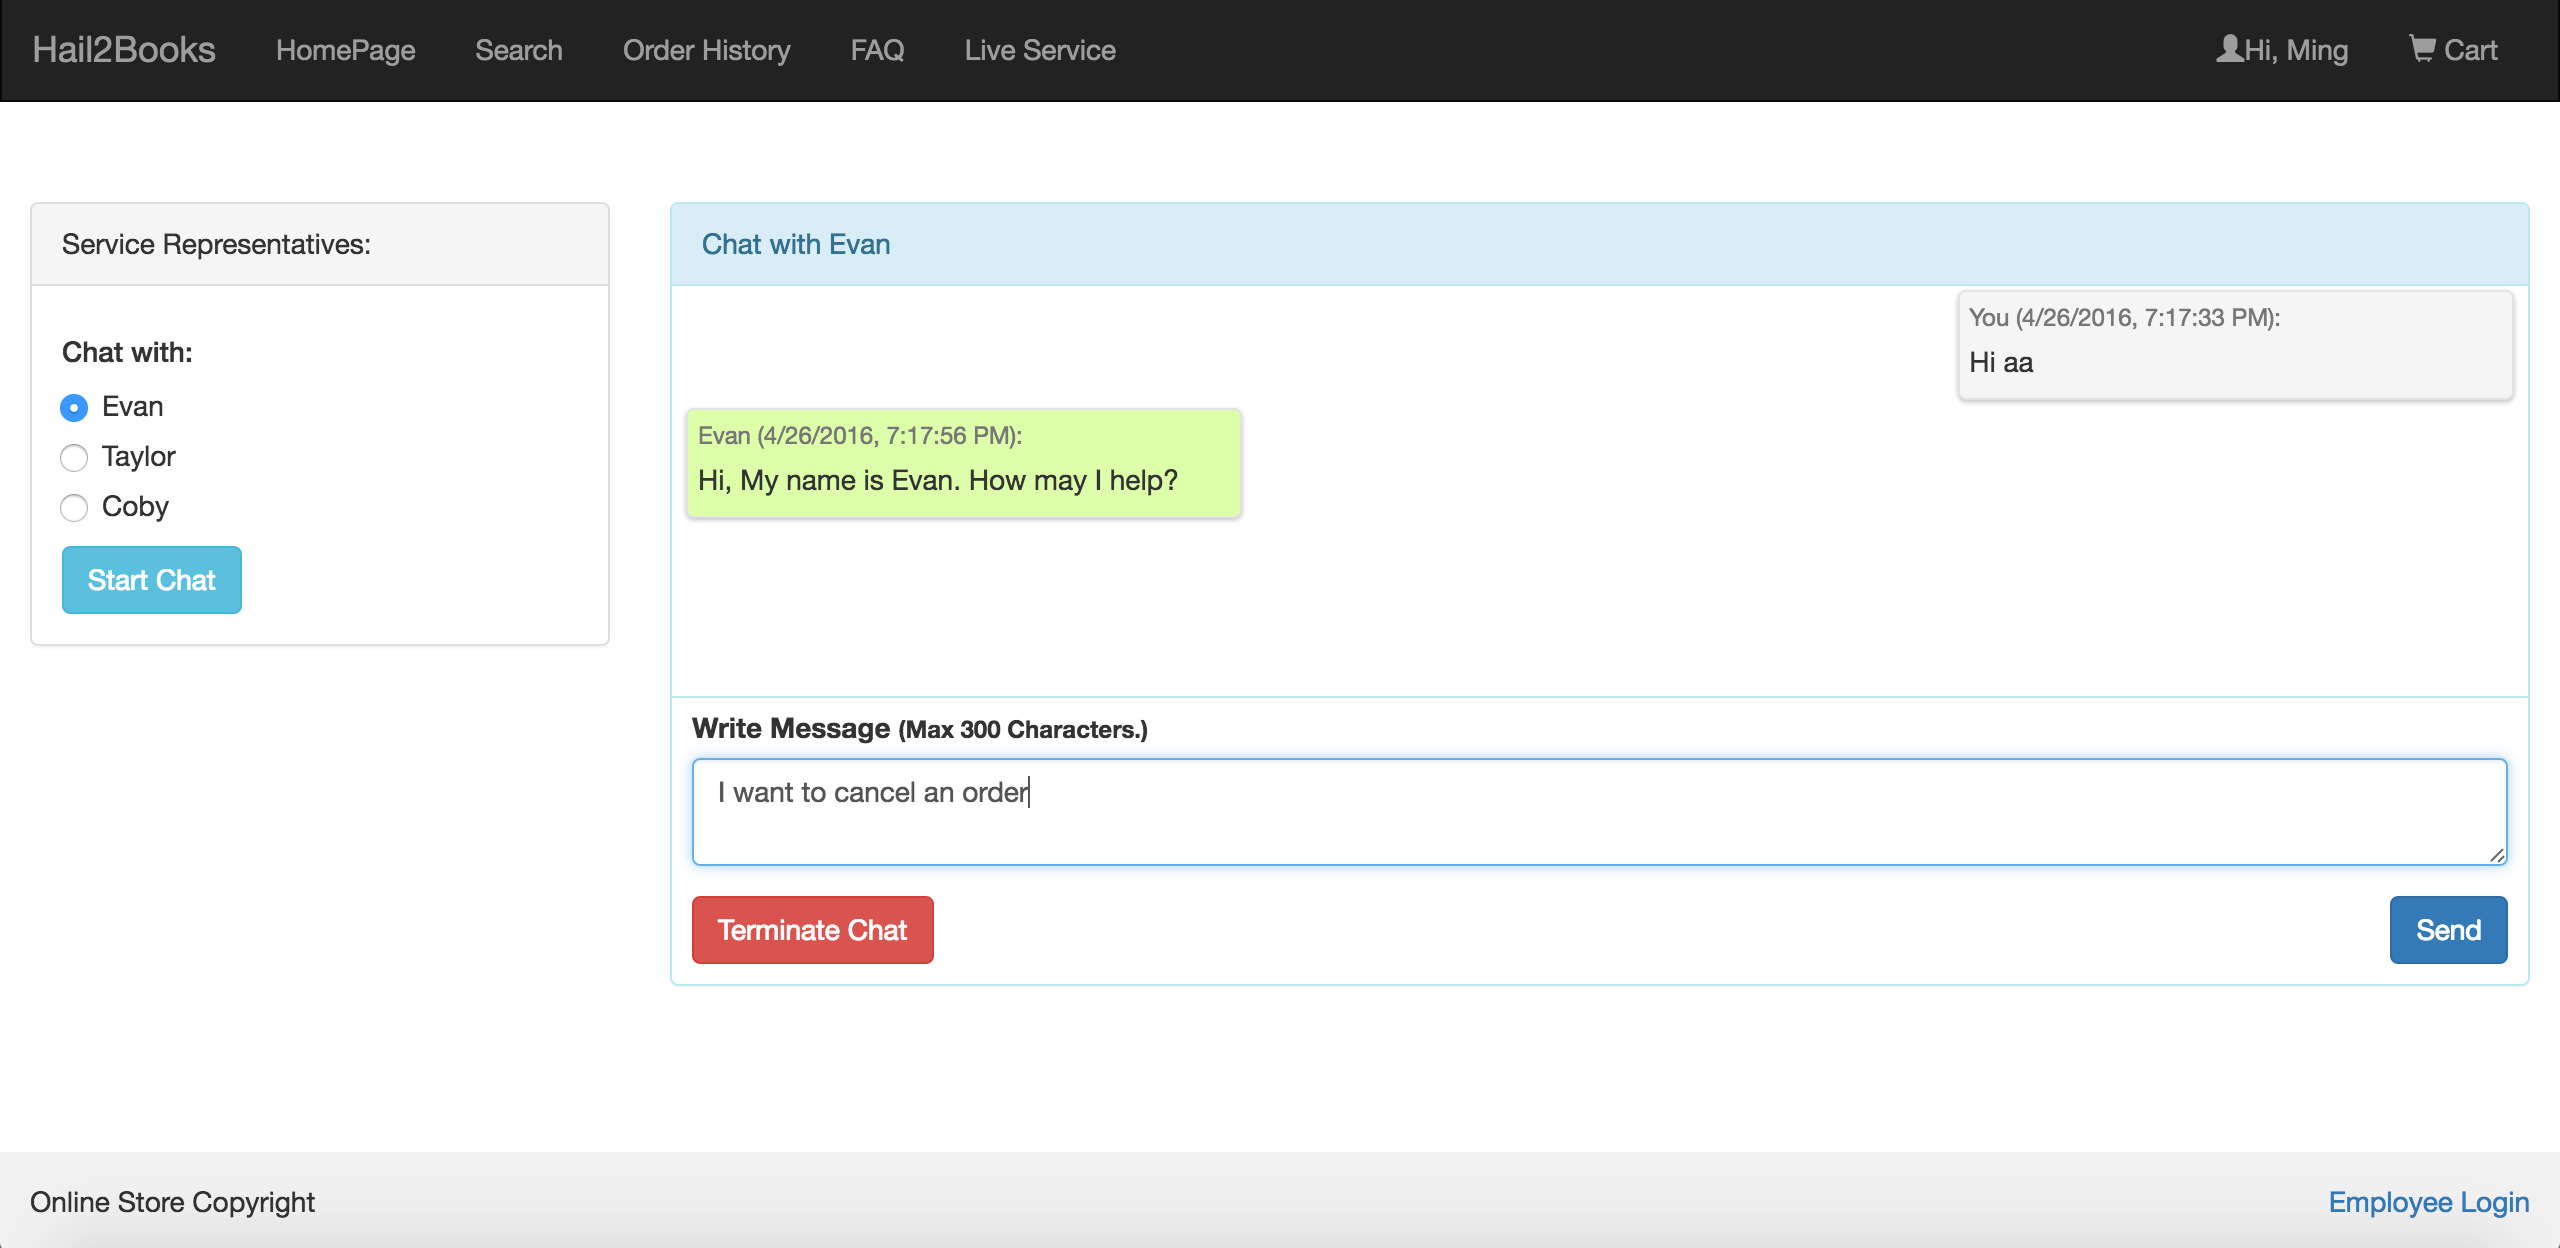 Hail2Books HomePage Search Order History FAQ Live Service Hi, Ming Cart
Service Representatives:
Chat with:
Evan
Taylor
Coby
Start Chat
Chat with Evan
You (4/26/2016, 7:17:33 PM):
Hi aa
Evan (4/26/2016, 7:17:56 PM):
Hi, My name is Evan. How may I help?
Write Message (Max 300 Characters.)
I want to cancel an order
Terminate Chat Send
Online Store Copyright Employee Login